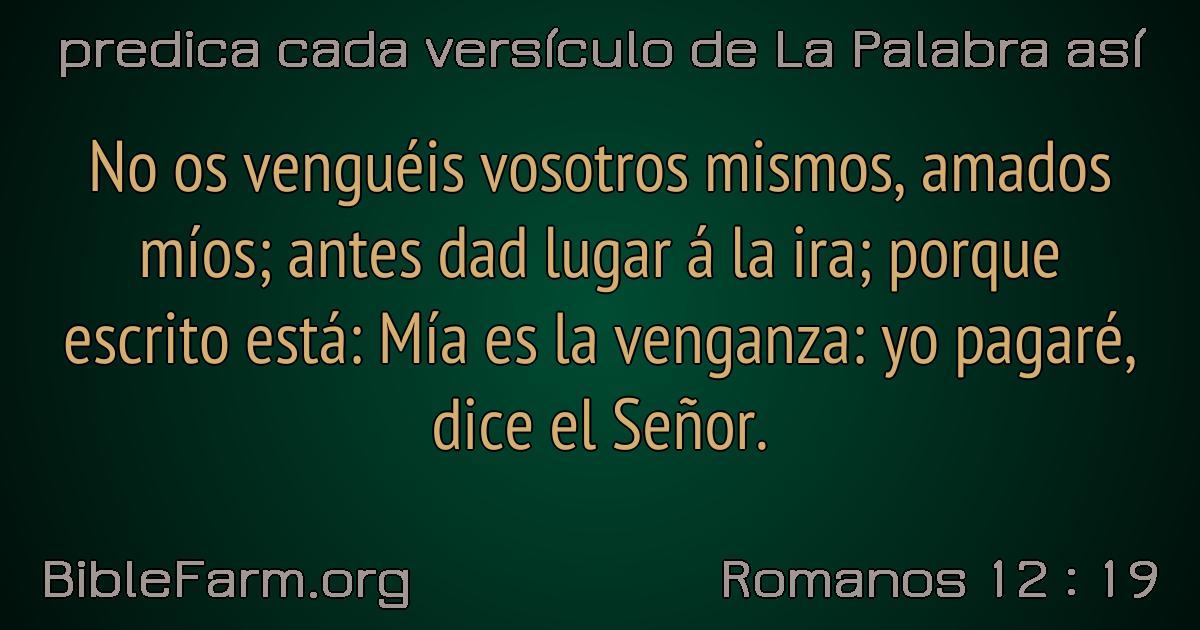 predica cada versículo de La Palabra así
No os venguéis vosotros mismos, amados
míos; antes dad lugar á la ira; porque
escrito está: Mía es la venganza: yo pagaré,
dice el Señor.
BibleFarm.org
Romanos 12 : 19